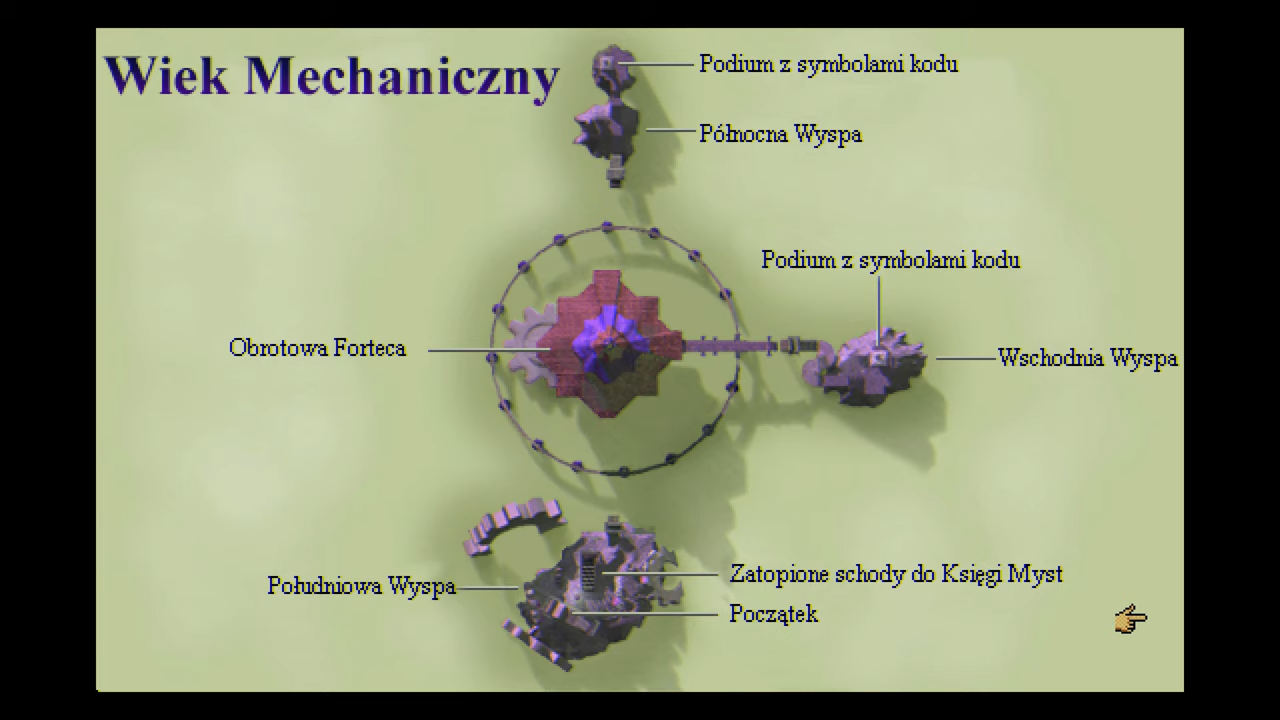 Wiek Mechaniczny
Podium z symbolami kodu
Północna Wyspa
Podium z symbolami kodu
Obrotowa Forteca
Wschodnia Wyspa
Zatopione schody do Księgi Myst
Południowa Wyspa
Początek